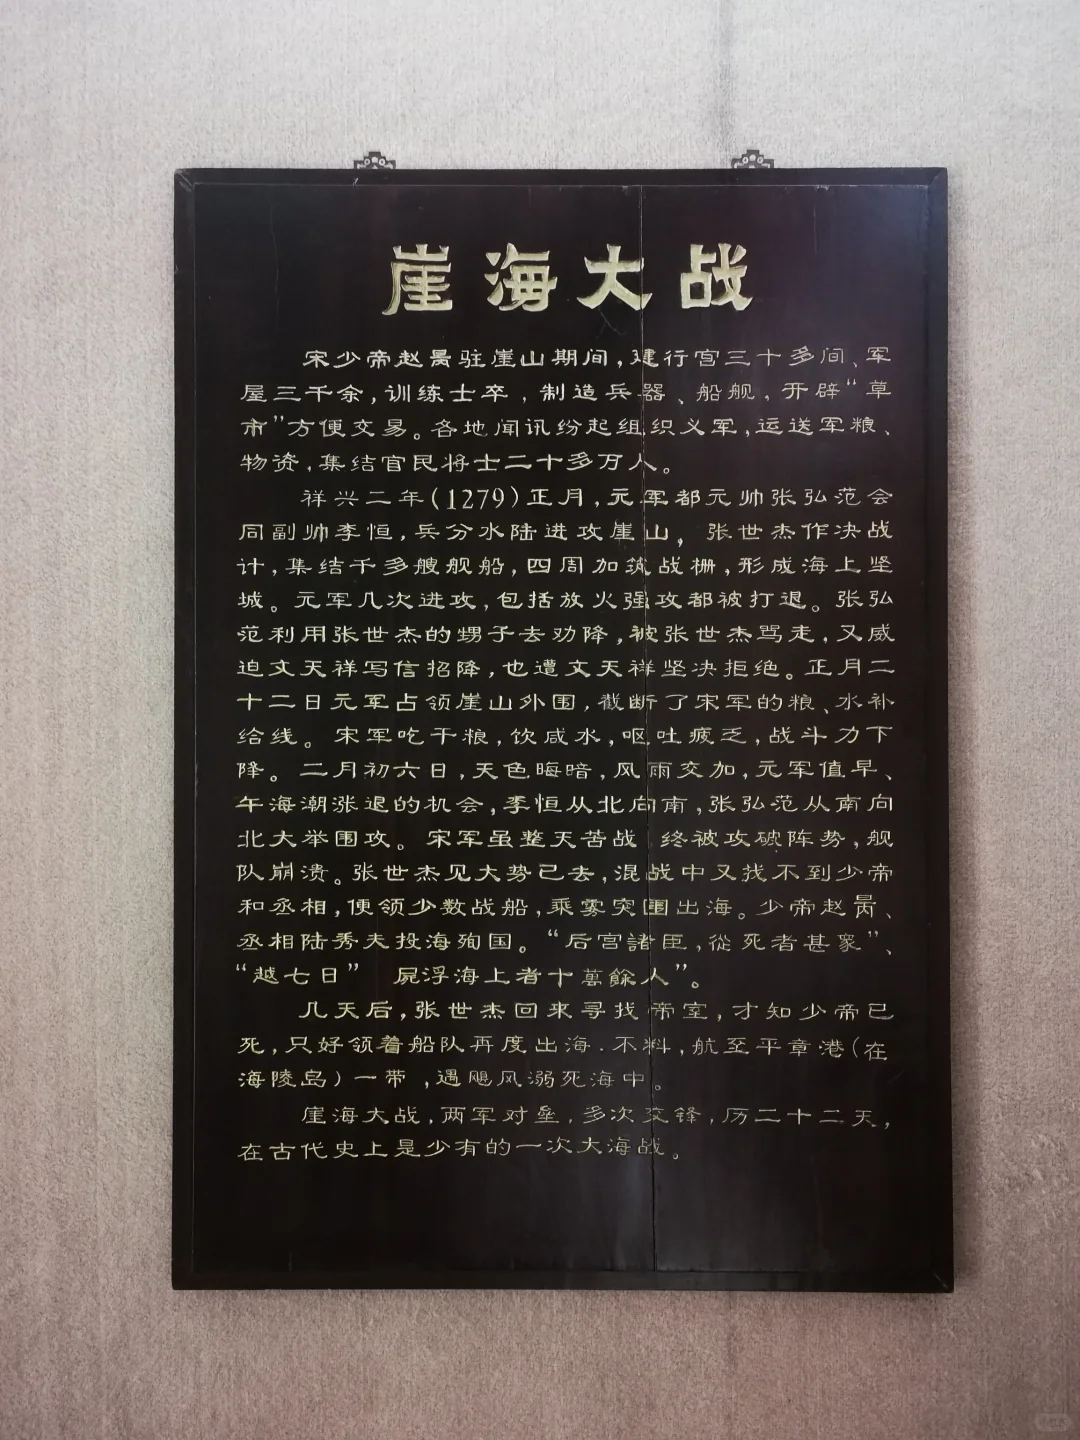 崖海大战
宋少帝赵昺驻崖山期间，建行宫三十多间、军
屋三千余，训练士卒，制造兵器、船舰，开辟“草
市”方便交易。各地闻讯纷起组织义军，运送军粮、
物资，集结官民将士二十多万人。
祥兴二年（1279）正月，元军都元帅张弘范会
同副帅李恒，兵分水陆进攻崖山，张世杰作决战
计，集结千多艘舰船，四周加筑战栅，形成海上坚
城。元军几次进攻，包括放火强攻都被打退。张弘
范利用张世杰的甥子去劝降，被张世杰骂走，又威
迫文天祥写信招降，也遭文天祥坚决拒绝。正月二
十二日元军占领崖山外围，截断了宋军的粮、水补
给线。宋军吃干粮，饮咸水，呕吐疲乏，战斗力下
降。二月初六日，天色晦暗，风雨交加，元军值早、
午海潮涨退的机会，李恒从北向南，张弘范从南向
北大举围攻。宋军虽整天苦战 终被攻破阵势，舰
队崩溃。张世杰见大势已去，混战中又找不到少帝
和丞相，便领少数战船，乘雾突围出海。少帝赵昺、
丞相陆秀夫投海殉国。“后宫諸臣，從死者甚衆”、
“越七日” 屍浮海上者十萬餘人”。
几天后，张世杰回来寻找帝室，才知少帝已
死，只好领着船队再度出海．不料，航至平章港（在
海陵岛）一带，遇飓风溺死海中。
崖海大战，两军对垒，多次交锋，历二十二天，
在古代史上是少有的一次大海战。